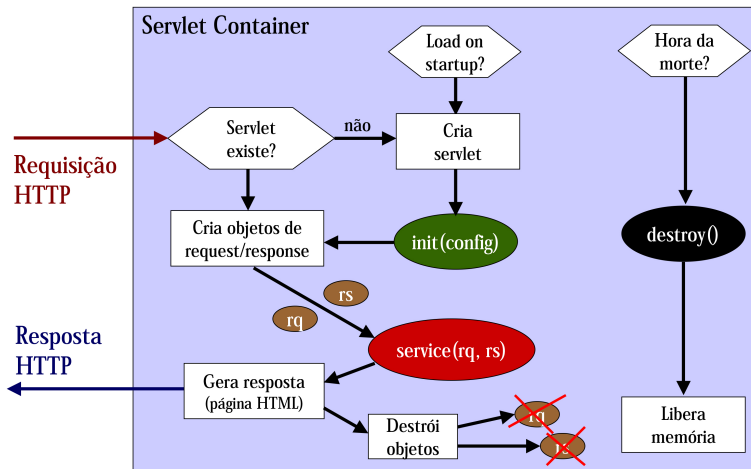 Servlet Container
Load on
startup?
Hora da
morte?
Servlet
existe?
não
Cria
servlet
Requisição
HTTP
Cria objetos de
request/response
init(config)
destroy()
rs
rq
Resposta
HTTP
service(rq, rs)
Gera resposta
(página HTML)
Destrói
objetos
rq
rs
Libera
memória